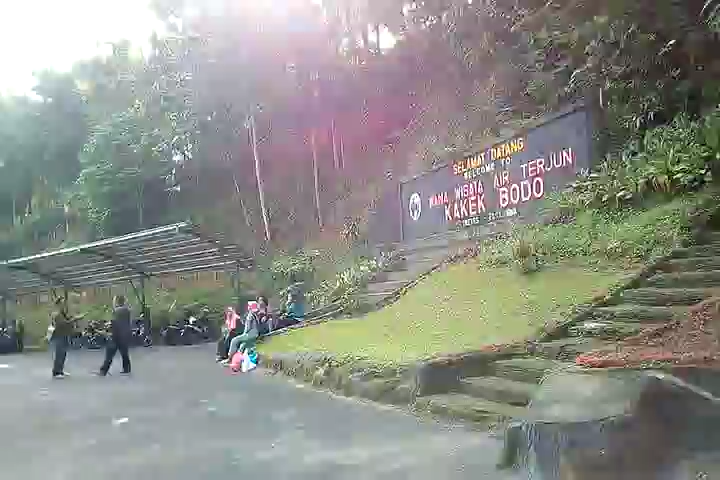 SELAMAT DATANG
WELCOME TO
WANA WISATA AIR TERJUN
KAKEK BODO